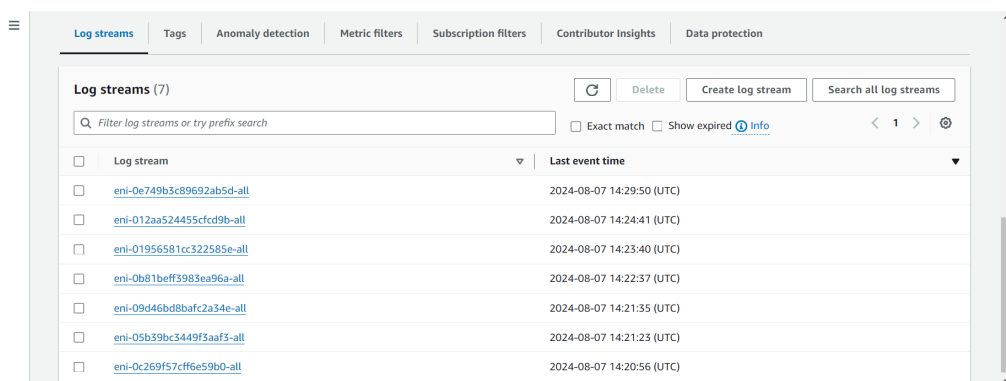 Log streams Tags Anomaly detection Metric filters Subscription filters Contributor Insights Data protection
Log streams (7) Delete Create log stream Search all log streams
Filter log streams or try prefix search Exact match Show expired Info 1
Log stream Last event time
eni-0e749b3c89692ab5d-all 2024-08-07 14:29:50 (UTC)
eni-012aa524455cfcd9b-all 2024-08-07 14:24:41 (UTC)
eni-01956581cc322585e-all 2024-08-07 14:23:40 (UTC)
eni-0b81beff3983ea96a-all 2024-08-07 14:22:37 (UTC)
eni-09d46bd8bafc2a34e-all 2024-08-07 14:21:35 (UTC)
eni-05b39bc3449f3aaf3-all 2024-08-07 14:21:23 (UTC)
eni-0c269f57cff6e59b0-all 2024-08-07 14:20:56 (UTC)